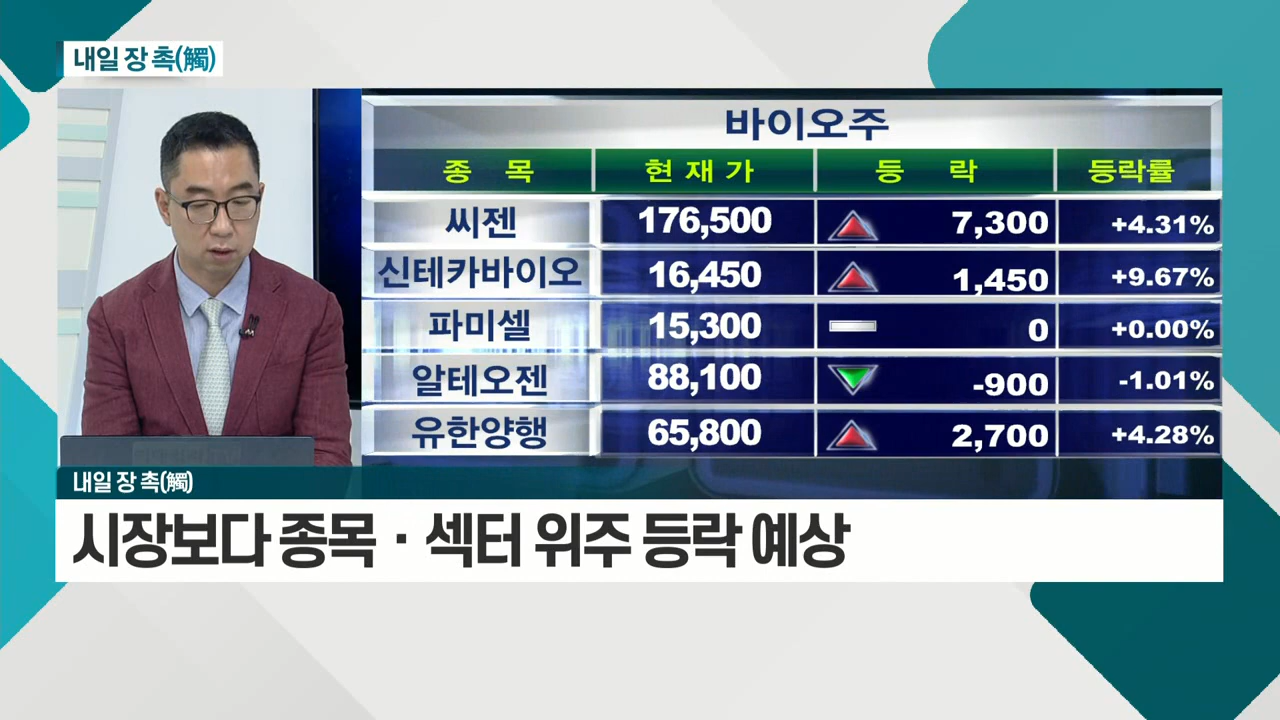 내일 장 촉(觸)
바이오주
종 목 현 재 가 등 락 등락률
씨젠 176,500 7,300 +4.31%
신테카바이오 16,450 1,450 +9.67%
파미셀 15,300 0 +0.00%
알테오젠 88,100 -900 -1.01%
유한양행 65,800 2,700 +4.28%
내일 장 촉(觸)
시장보다 종목·섹터 위주 등락 예상